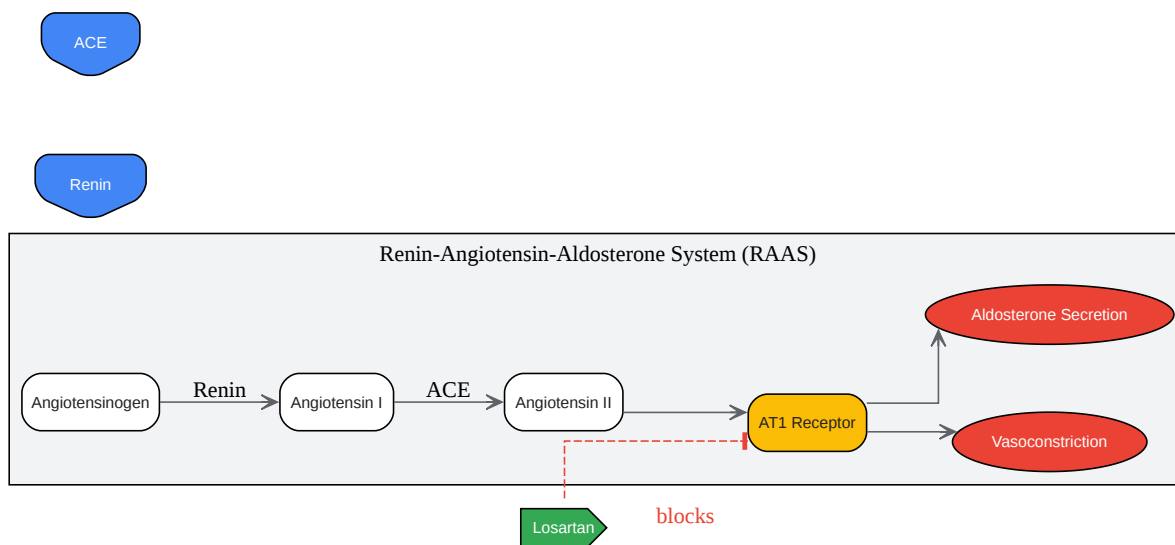 ACE
Renin
Renin-Angiotensin-Aldosterone System (RAAS)
Aldosterone Secretion
Angiotensinogen
Renin
Angiotensin I
ACE
Angiotensin II
AT1 Receptor
Vasoconstriction
Losartan
blocks